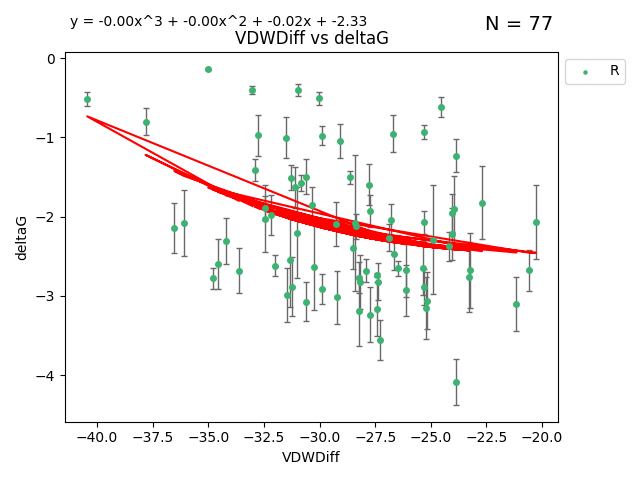 y = -0.00x^3 + -0.00x^2 + -0.02x + -2.33
N = 77
VDWDiff vs deltaG
R
0
−1
−2
−3
−4
deltaG
−40.0 −37.5 −35.0 −32.5 −30.0 −27.5 −25.0 −22.5 −20.0
VDWDiff